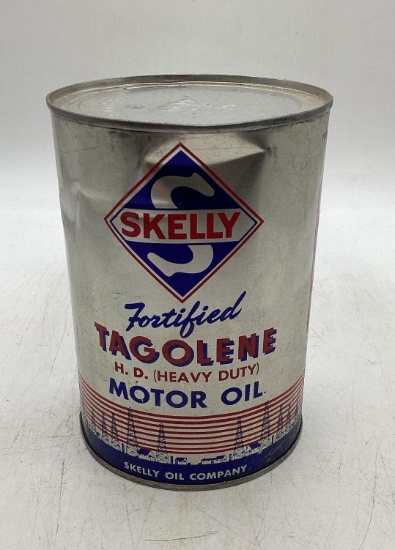 SKELLY
S
Fortified
TAGOLENE
H. D. (HEAVY DUTY)
MOTOR OIL
SKELLY OIL COMPANY